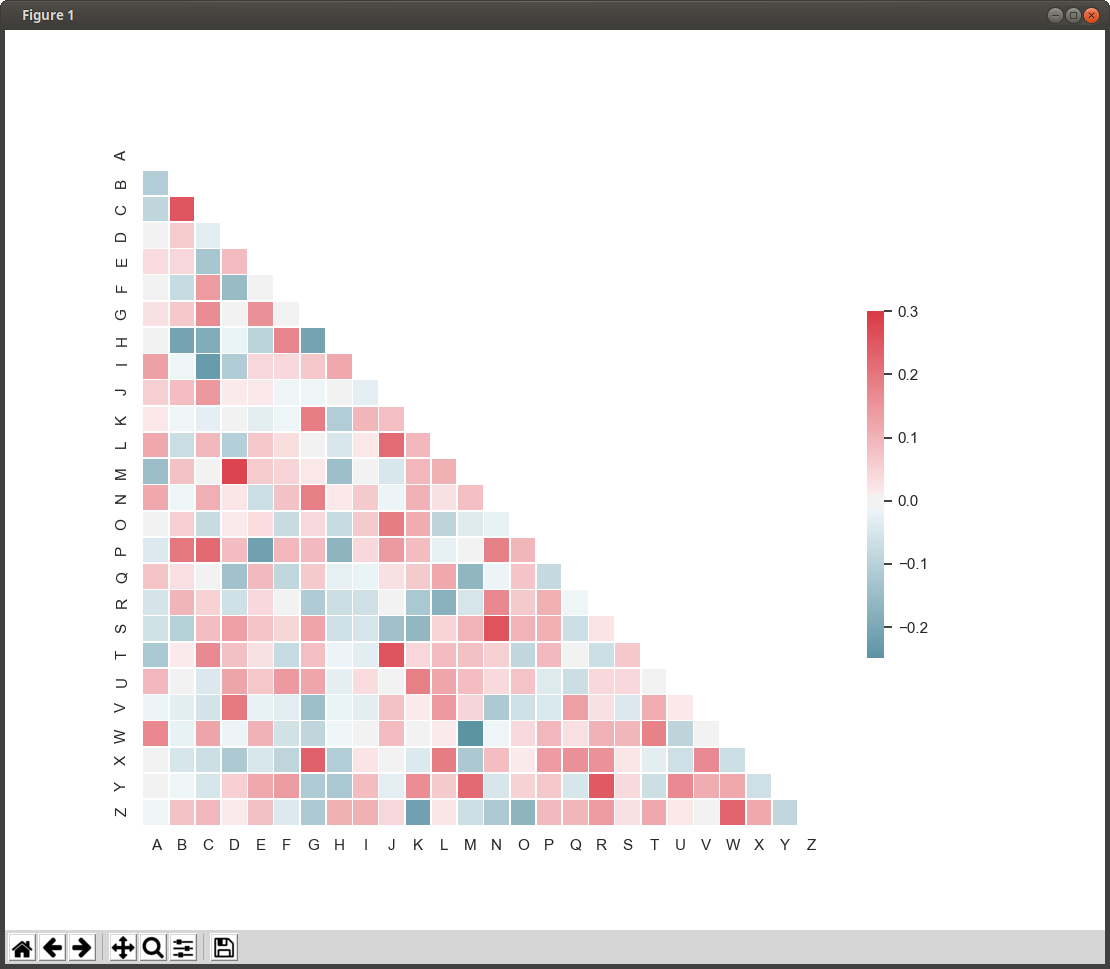 Figure 1
A
B
C
D
E
F
G
H
I
J
K
L
M
N
O
P
Q
R
S
T
U
V
W
X
Y
Z
A B C D E F G H I J K L M N O P Q R S T U V W X Y Z
0.3
0.2
0.1
0.0
−0.1
−0.2